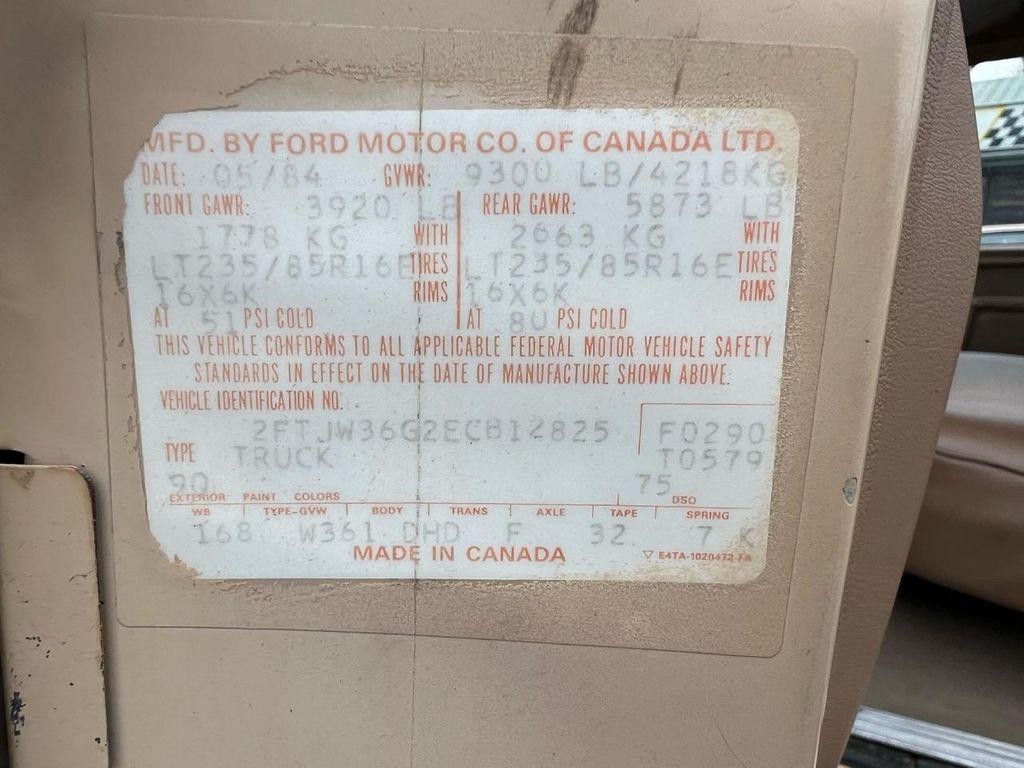 MFD. BY FORD MOTOR CO. OF CANADA LTD.
DATE: 05/84 GVWR: 9300 LB/4218KG
FRONT GAWR: 3920 LB REAR GAWR: 5873 LB
1778 KG WITH 2663 KG WITH
LT235/85R16E TIRES LT235/85R16E TIRES
16X6K RIMS 16X6K RIMS
AT 51 PSI COLD AT 80 PSI COLD
THIS VEHICLE CONFORMS TO ALL APPLICABLE FEDERAL MOTOR VEHICLE SAFETY
STANDARDS IN EFFECT ON THE DATE OF MANUFACTURE SHOWN ABOVE.
VEHICLE IDENTIFICATION NO.
2FTJW36G2ECB12825 F0290
TYPE TRUCK T0579
90 75
EXTERIOR PAINT COLORS DSO
WB TYPE-GVW BODY TRANS AXLE TAPE SPRING
168 W361 DHD F 32 7 K
MADE IN CANADA ▽ E4TA-1020472-FA